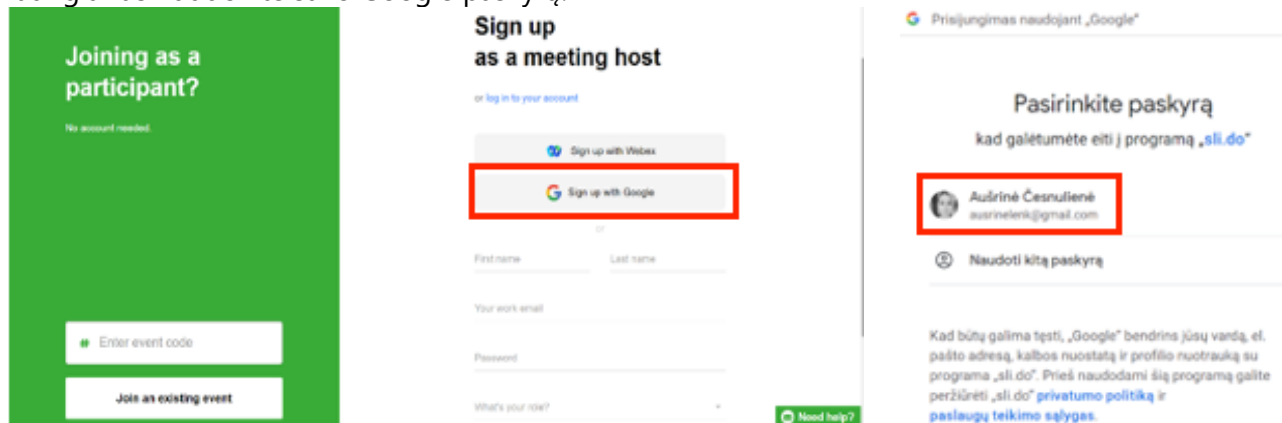 Joining as a
participant?
No account needed.
# Enter event code
Join an existing event
Sign up
as a meeting host
or log in to your account
Sign up with Webex
Sign up with Google
or
First name Last name
Your work email
Password
What's your role?
Need help?
Prisijungimas naudojant „Google“
Pasirinkite paskyrą
kad galėtumėte eiti į programą „sli.do“
Aušrinė Česnulienė
ausrinelenk@gmail.com
Naudoti kitą paskyrą
Kad būtų galima tęsti, „Google“ bendrins jūsų vardą, el.
pašto adresą, kalbos nuostatą ir profilio nuotrauką su
programa „sli.do“. Prieš naudodami šią programą galite
peržiūrėti „sli.do“ privatumo politiką ir
paslaugų teikimo sąlygas.